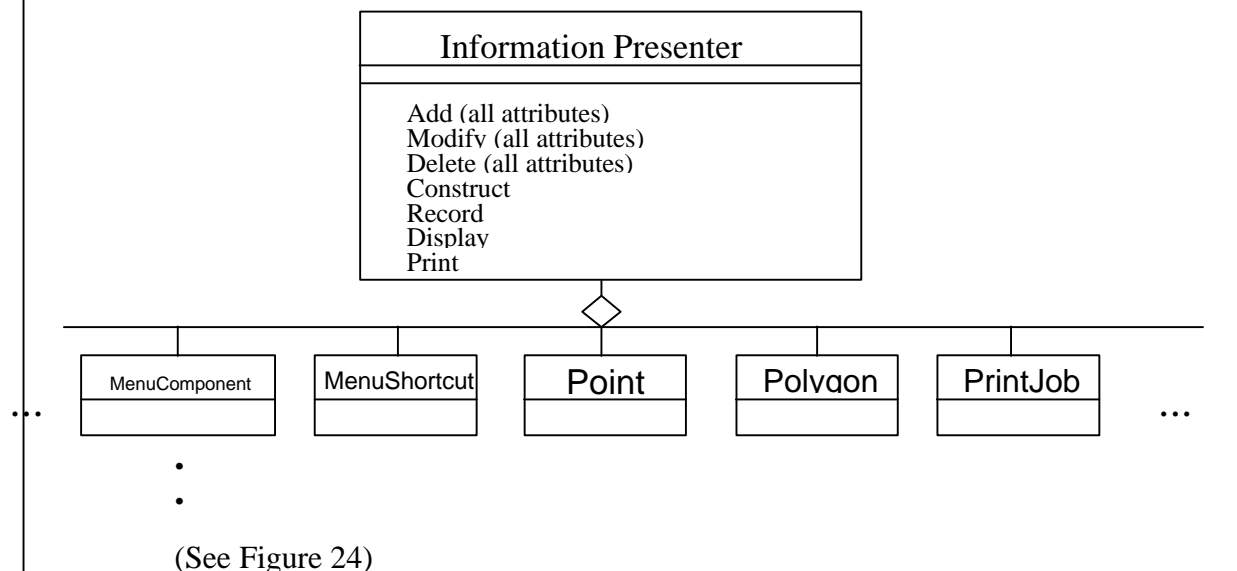 Information Presenter
Add (all attributes)
Modify (all attributes)
Delete (all attributes)
Construct
Record
Display
Print
MenuComponent
MenuShortcut
Point
Polygon
PrintJob
...
...
(See Figure 24)